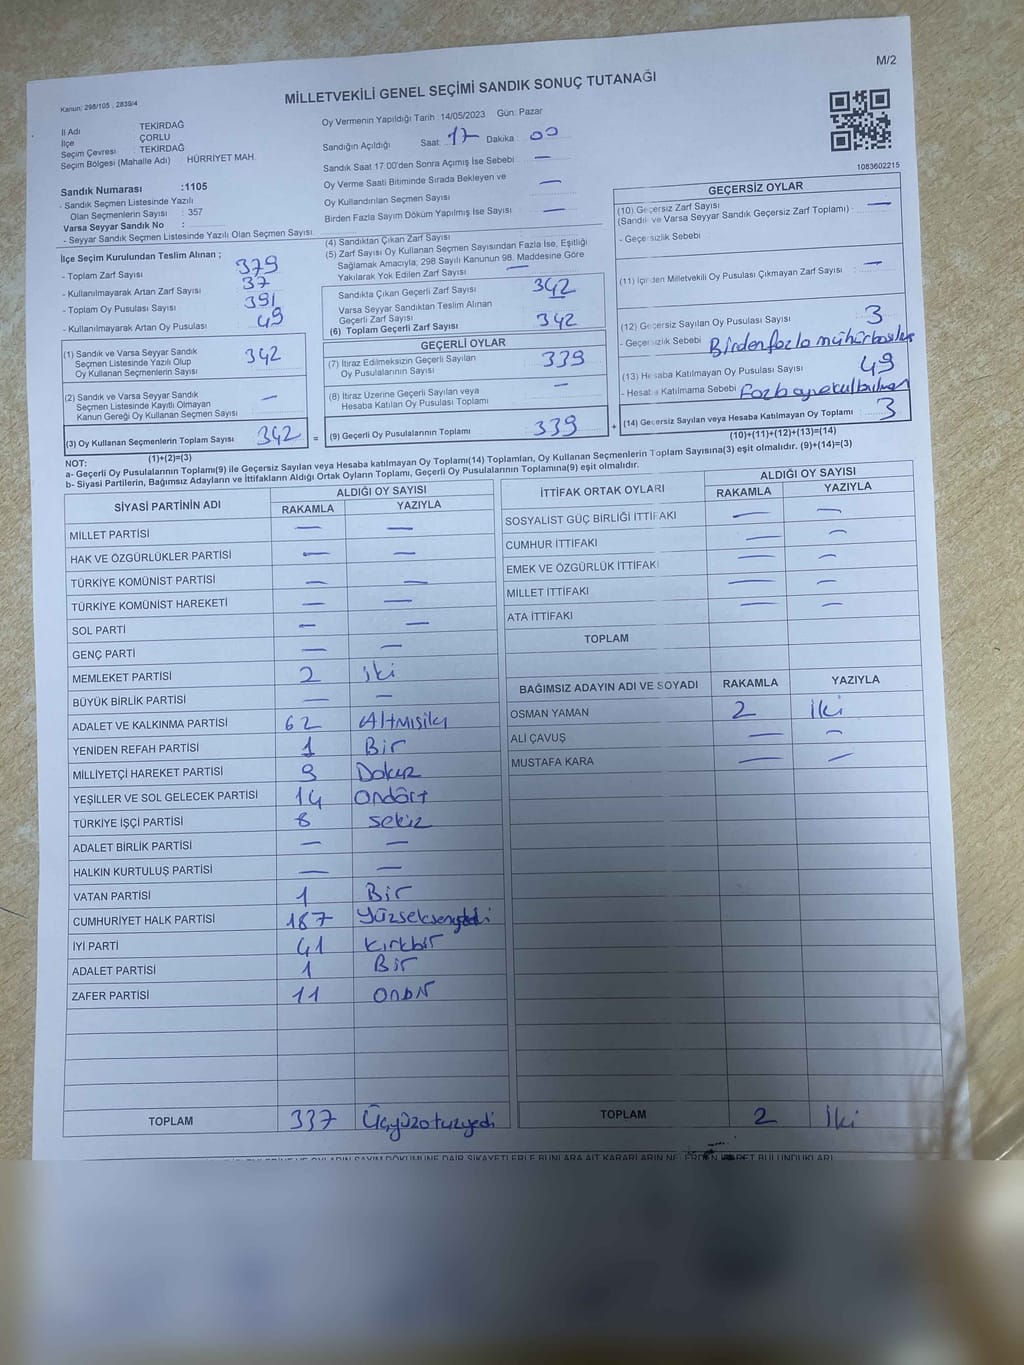 M/2
Kanun: 298/105 , 2839/4
MİLLETVEKİLİ GENEL SEÇİMİ SANDIK SONUÇ TUTANAĞI
İl Adı TEKİRDAĞ
İlçe ÇORLU
Seçim Çevresi : TEKİRDAĞ
Seçim Bölgesi (Mahalle Adı) : HÜRRİYET MAH.
Sandık Numarası :1105
- Sandık Seçmen Listesinde Yazılı
Olan Seçmenlerin Sayısı : 357
Varsa Seyyar Sandık No :
- Seyyar Sandık Seçmen Listesinde Yazılı Olan Seçmen Sayısı
Oy Vermenin Yapıldığı Tarih :14/05/2023 Gün: Pazar
Sandığın Açıldığı Saat 17 Dakika 00
Sandık Saat 17:00'den Sonra Açımış İse Sebebi —
Oy Verme Saati Bitiminde Sırada Bekleyen ve
Oy Kullandırılan Seçmen Sayısı —
Birden Fazla Sayım Döküm Yapılmış İse Sayısı —
1083602215
İlçe Seçim Kurulundan Teslim Alınan ;
- Toplam Zarf Sayısı 379
- Kullanılmayarak Artan Zarf Sayısı 37
- Toplam Oy Pusulası Sayısı 391
- Kullanılmayarak Artan Oy Pusulası 49
(1) Sandık ve Varsa Seyyar Sandık
Seçmen Listesinde Yazılı Olup
Oy Kullanan Seçmenlerin Sayısı 342
(2) Sandık ve Varsa Seyyar Sandık
Seçmen Listesinde Kayıtlı Olmayan
Kanun Gereği Oy Kullanan Seçmen Sayısı —
(3) Oy Kullanan Seçmenlerin Toplam Sayısı 342 =
(1)+(2)=(3)
(4) Sandıktan Çıkan Zarf Sayısı
(5) Zarf Sayısı Oy Kullanan Seçmen Sayısından Fazla İse, Eşitliği
Sağlamak Amacıyla, 298 Sayılı Kanunun 98. Maddesine Göre
Yakılarak Yok Edilen Zarf Sayısı —
Sandıkta Çıkan Geçerli Zarf Sayısı 342
Varsa Seyyar Sandıktan Teslim Alınan
Geçerli Zarf Sayısı
(6) Toplam Geçerli Zarf Sayısı 342
GEÇERLİ OYLAR
(7) İtiraz Edilmeksizin Geçerli Sayılan
Oy Pusulalarının Sayısı 339
(8) İtiraz Üzerine Geçerli Sayılan veya
Hesaba Katılan Oy Pusulası Toplamı —
(9) Geçerli Oy Pusulalarının Toplamı 339 +
GEÇERSİZ OYLAR
(10) Geçersiz Zarf Sayısı
(Sandık ve Varsa Seyyar Sandık Geçersiz Zarf Toplamı) - —
- Geçersizlik Sebebi
(11) İçinden Milletvekili Oy Pusulası Çıkmayan Zarf Sayısı —
(12) Geçersiz Sayılan Oy Pusulası Sayısı 3
- Geçersizlik Sebebi Birden fazla mühür
(13) Hesaba Katılmayan Oy Pusulası Sayısı 49
- Hesaba Katılmama Sebebi
(14) Geçersiz Sayılan veya Hesaba Katılmayan Oy Toplamı 3
(10)+(11)+(12)+(13)=(14)
NOT:
a- Geçerli Oy Pusulalarının Toplamı(9) ile Geçersiz Sayılan veya Hesaba katılmayan Oy Toplamı(14) Toplamları, Oy Kullanan Seçmenlerin Toplam Sayısına(3) eşit olmalıdır. (9)+(14)=(3)
b- Siyasi Partilerin, Bağımsız Adayların ve İttifakların Aldığı Ortak Oyların Toplamı, Geçerli Oy Pusulalarının Toplamına(9) eşit olmalıdır.
SİYASİ PARTİNİN ADI ALDIĞI OY SAYISI
RAKAMLA YAZIYLA
MİLLET PARTİSİ — —
HAK VE ÖZGÜRLÜKLER PARTİSİ — —
TÜRKİYE KOMÜNİST PARTİSİ — —
TÜRKİYE KOMÜNİST HAREKETİ — —
SOL PARTİ — —
GENÇ PARTİ — —
MEMLEKET PARTİSİ 2 iki
BÜYÜK BİRLİK PARTİSİ — —
ADALET VE KALKINMA PARTİSİ 62 Altmışiki
YENİDEN REFAH PARTİSİ 1 Bir
MİLLİYETÇİ HAREKET PARTİSİ 9 Dokuz
YEŞİLLER VE SOL GELECEK PARTİSİ 14 Ondört
TÜRKİYE İŞÇİ PARTİSİ 8 sekiz
ADALET BİRLİK PARTİSİ — —
HALKIN KURTULUŞ PARTİSİ — —
VATAN PARTİSİ 1 Bir
CUMHURİYET HALK PARTİSİ 187 Yüzseksenyedi
İYİ PARTİ 41 Kırkbir
ADALET PARTİSİ 1 Bir
ZAFER PARTİSİ 11 Onbir
TOPLAM 337 Üçyüzotuzyedi
İTTİFAK ORTAK OYLARI ALDIĞI OY SAYISI
RAKAMLA YAZIYLA
SOSYALİST GÜÇ BİRLİĞİ İTTİFAKI — —
CUMHUR İTTİFAKI — —
EMEK VE ÖZGÜRLÜK İTTİFAKI — —
MİLLET İTTİFAKI — —
ATA İTTİFAKI — —
TOPLAM
BAĞIMSIZ ADAYIN ADI VE SOYADI RAKAMLA YAZIYLA
OSMAN YAMAN 2 İki
ALİ ÇAVUŞ — —
MUSTAFA KARA — —
TOPLAM 2 İki